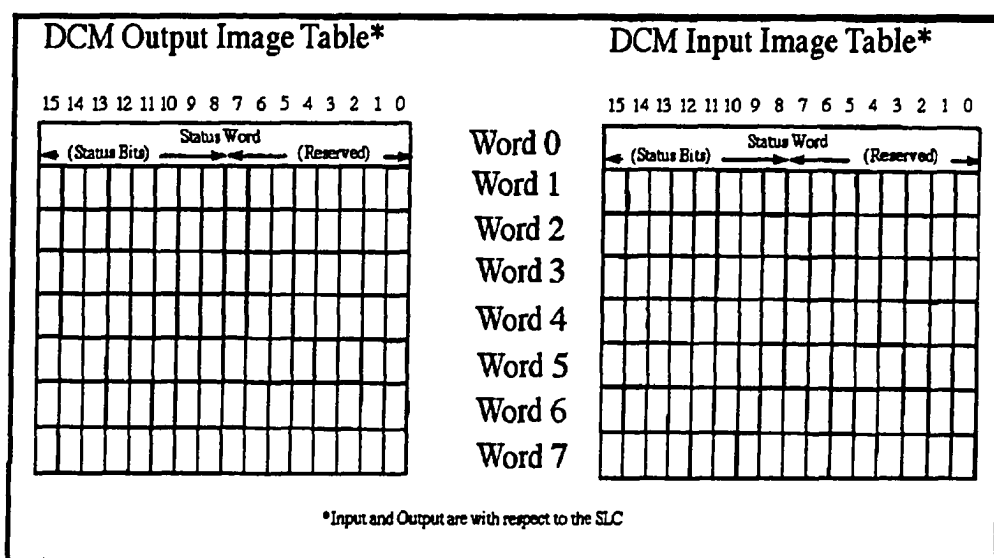 DCM Output Image Table* DCM Input Image Table*
15 14 13 12 11 10 9 8 7 6 5 4 3 2 1 0 15 14 13 12 11 10 9 8 7 6 5 4 3 2 1 0
Status Word Word 0 Status Word
(Status Bits) (Reserved) (Status Bits) (Reserved)
Word 1
Word 2
Word 3
Word 4
Word 5
Word 6
Word 7
*Input and Output are with respect to the SLC